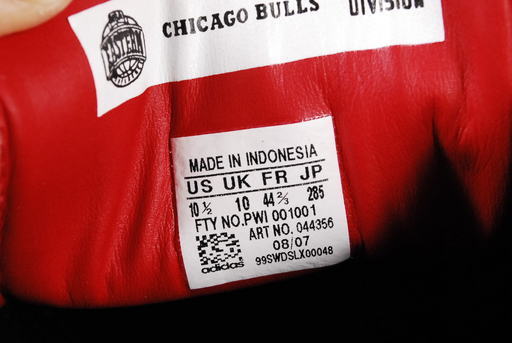 EASTERN
CHICAGO BULLS
DIVISION
MADE IN INDONESIA
US UK FR JP
10 ½ 10 44 ⅔ 285
FTY NO.PWI 001001
ART NO. 044356
08/07
adidas
99SWDSLX00048